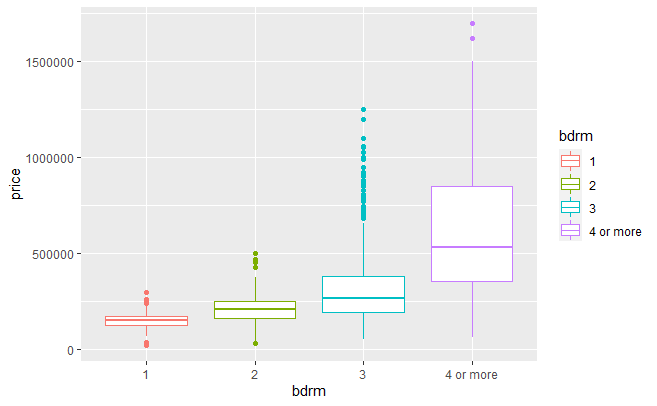 1500000
1000000
500000
0
price
1 2 3 4 or more
bdrm
bdrm
1
2
3
4 or more